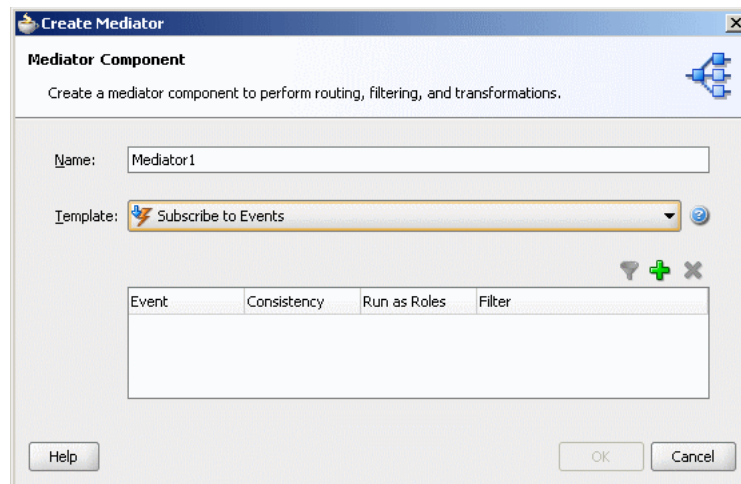 Create Mediator
Mediator Component
Create a mediator component to perform routing, filtering, and transformations.
Name: Mediator1
Template: Subscribe to Events
Event Consistency Run as Roles Filter
Help OK Cancel